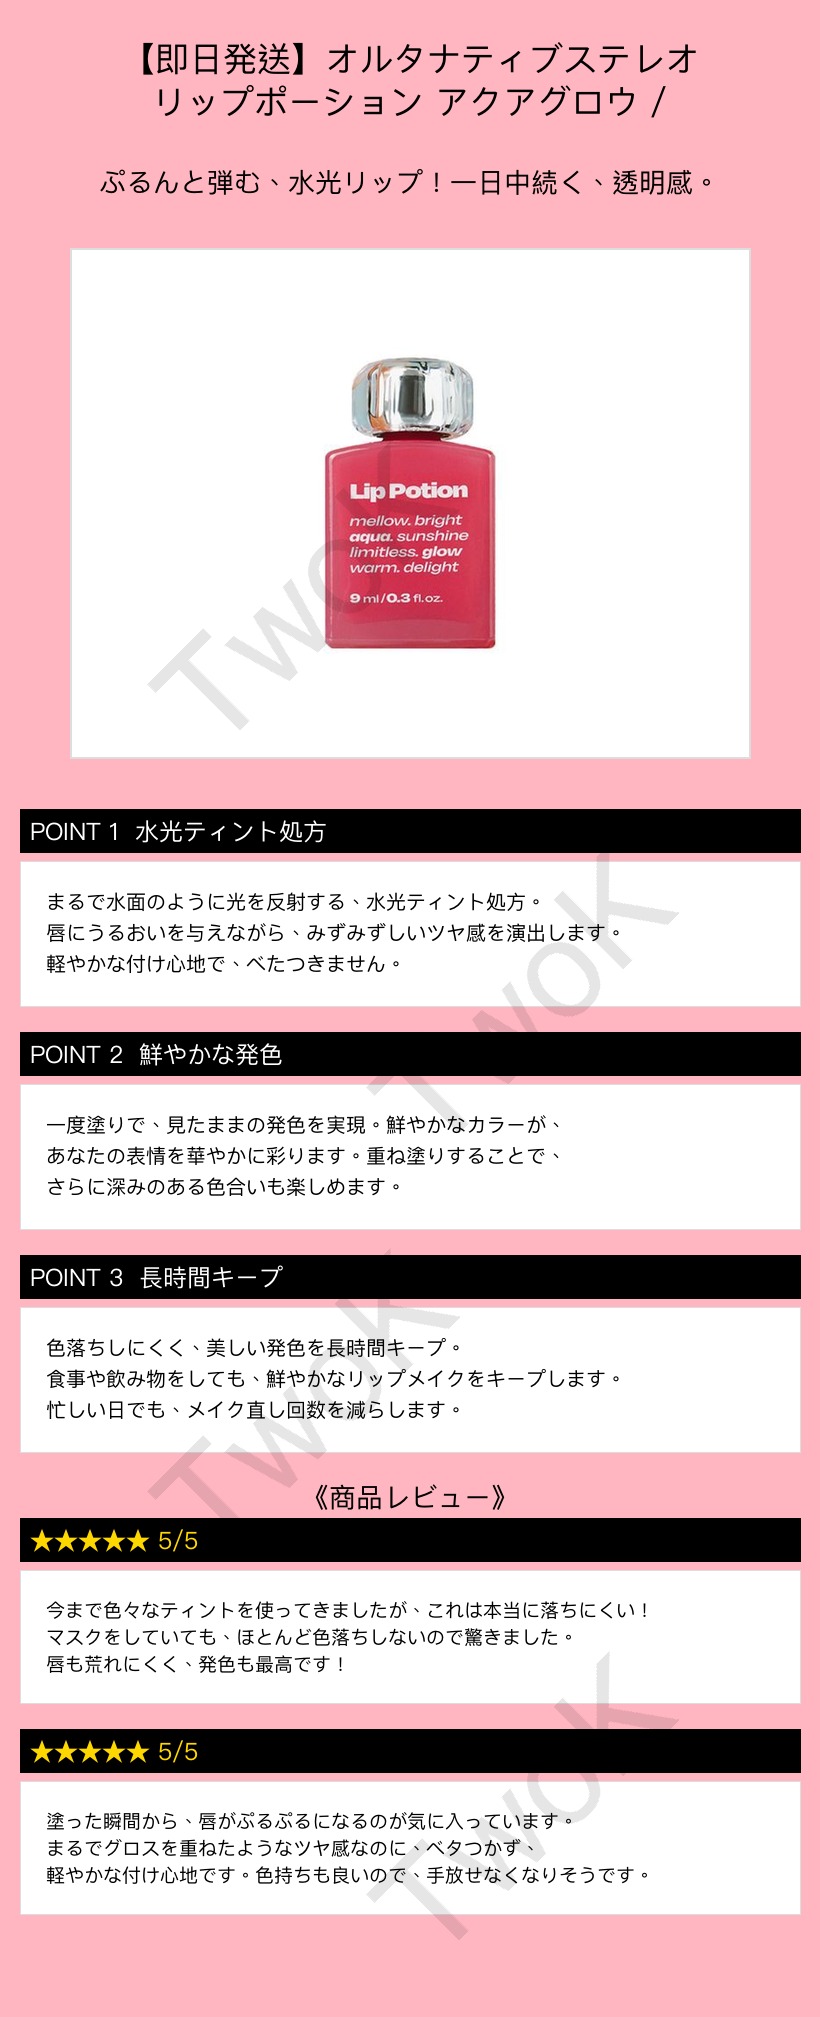 【即日発送】オルタナティブステレオ
リップポーション アクアグロウ /
ぷるんと弾む、水光リップ！一日中続く、透明感。
Lip Potion
mellow. bright
aqua. sunshine
limitless. glow
warm. delight
9 ml/0.3 fl.oz.
TwoK
POINT 1 水光ティント処方
まるで水面のように光を反射する、水光ティント処方。
唇にうるおいを与えながら、みずみずしいツヤ感を演出します。
軽やかな付け心地で、べたつきません。
TwoK
POINT 2 鮮やかな発色
一度塗りで、見たままの発色を実現。鮮やかなカラーが、
あなたの表情を華やかに彩ります。重ね塗りすることで、
さらに深みのある色合いも楽しめます。
POINT 3 長時間キープ
色落ちしにくく、美しい発色を長時間キープ。
食事や飲み物をしても、鮮やかなリップメイクをキープします。
忙しい日でも、メイク直し回数を減らします。
TwoK
《商品レビュー》
★★★★★ 5/5
今まで色々なティントを使ってきましたが、これは本当に落ちにくい！
マスクをしていても、ほとんど色落ちしないので驚きました。
唇も荒れにくく、発色も最高です！
★★★★★ 5/5
塗った瞬間から、唇がぷるぷるになるのが気に入っています。
まるでグロスを重ねたようなツヤ感なのに、ベタつかず、
軽やかな付け心地です。色持ちも良いので、手放せなくなりそうです。
TwoK